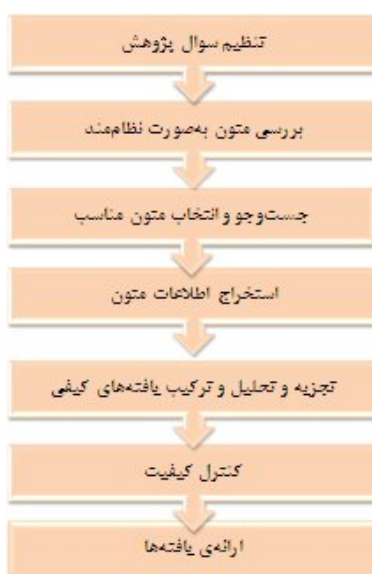 تنظیم سوال پژوهش
بررسی متون به‌صورت نظام‌مند
جست‌وجو و انتخاب متون مناسب
استخراج اطلاعات متون
تجزیه و تحلیل و ترکیب یافته‌های کیفی
کنترل کیفیت
ارائه‌ی یافته‌ها